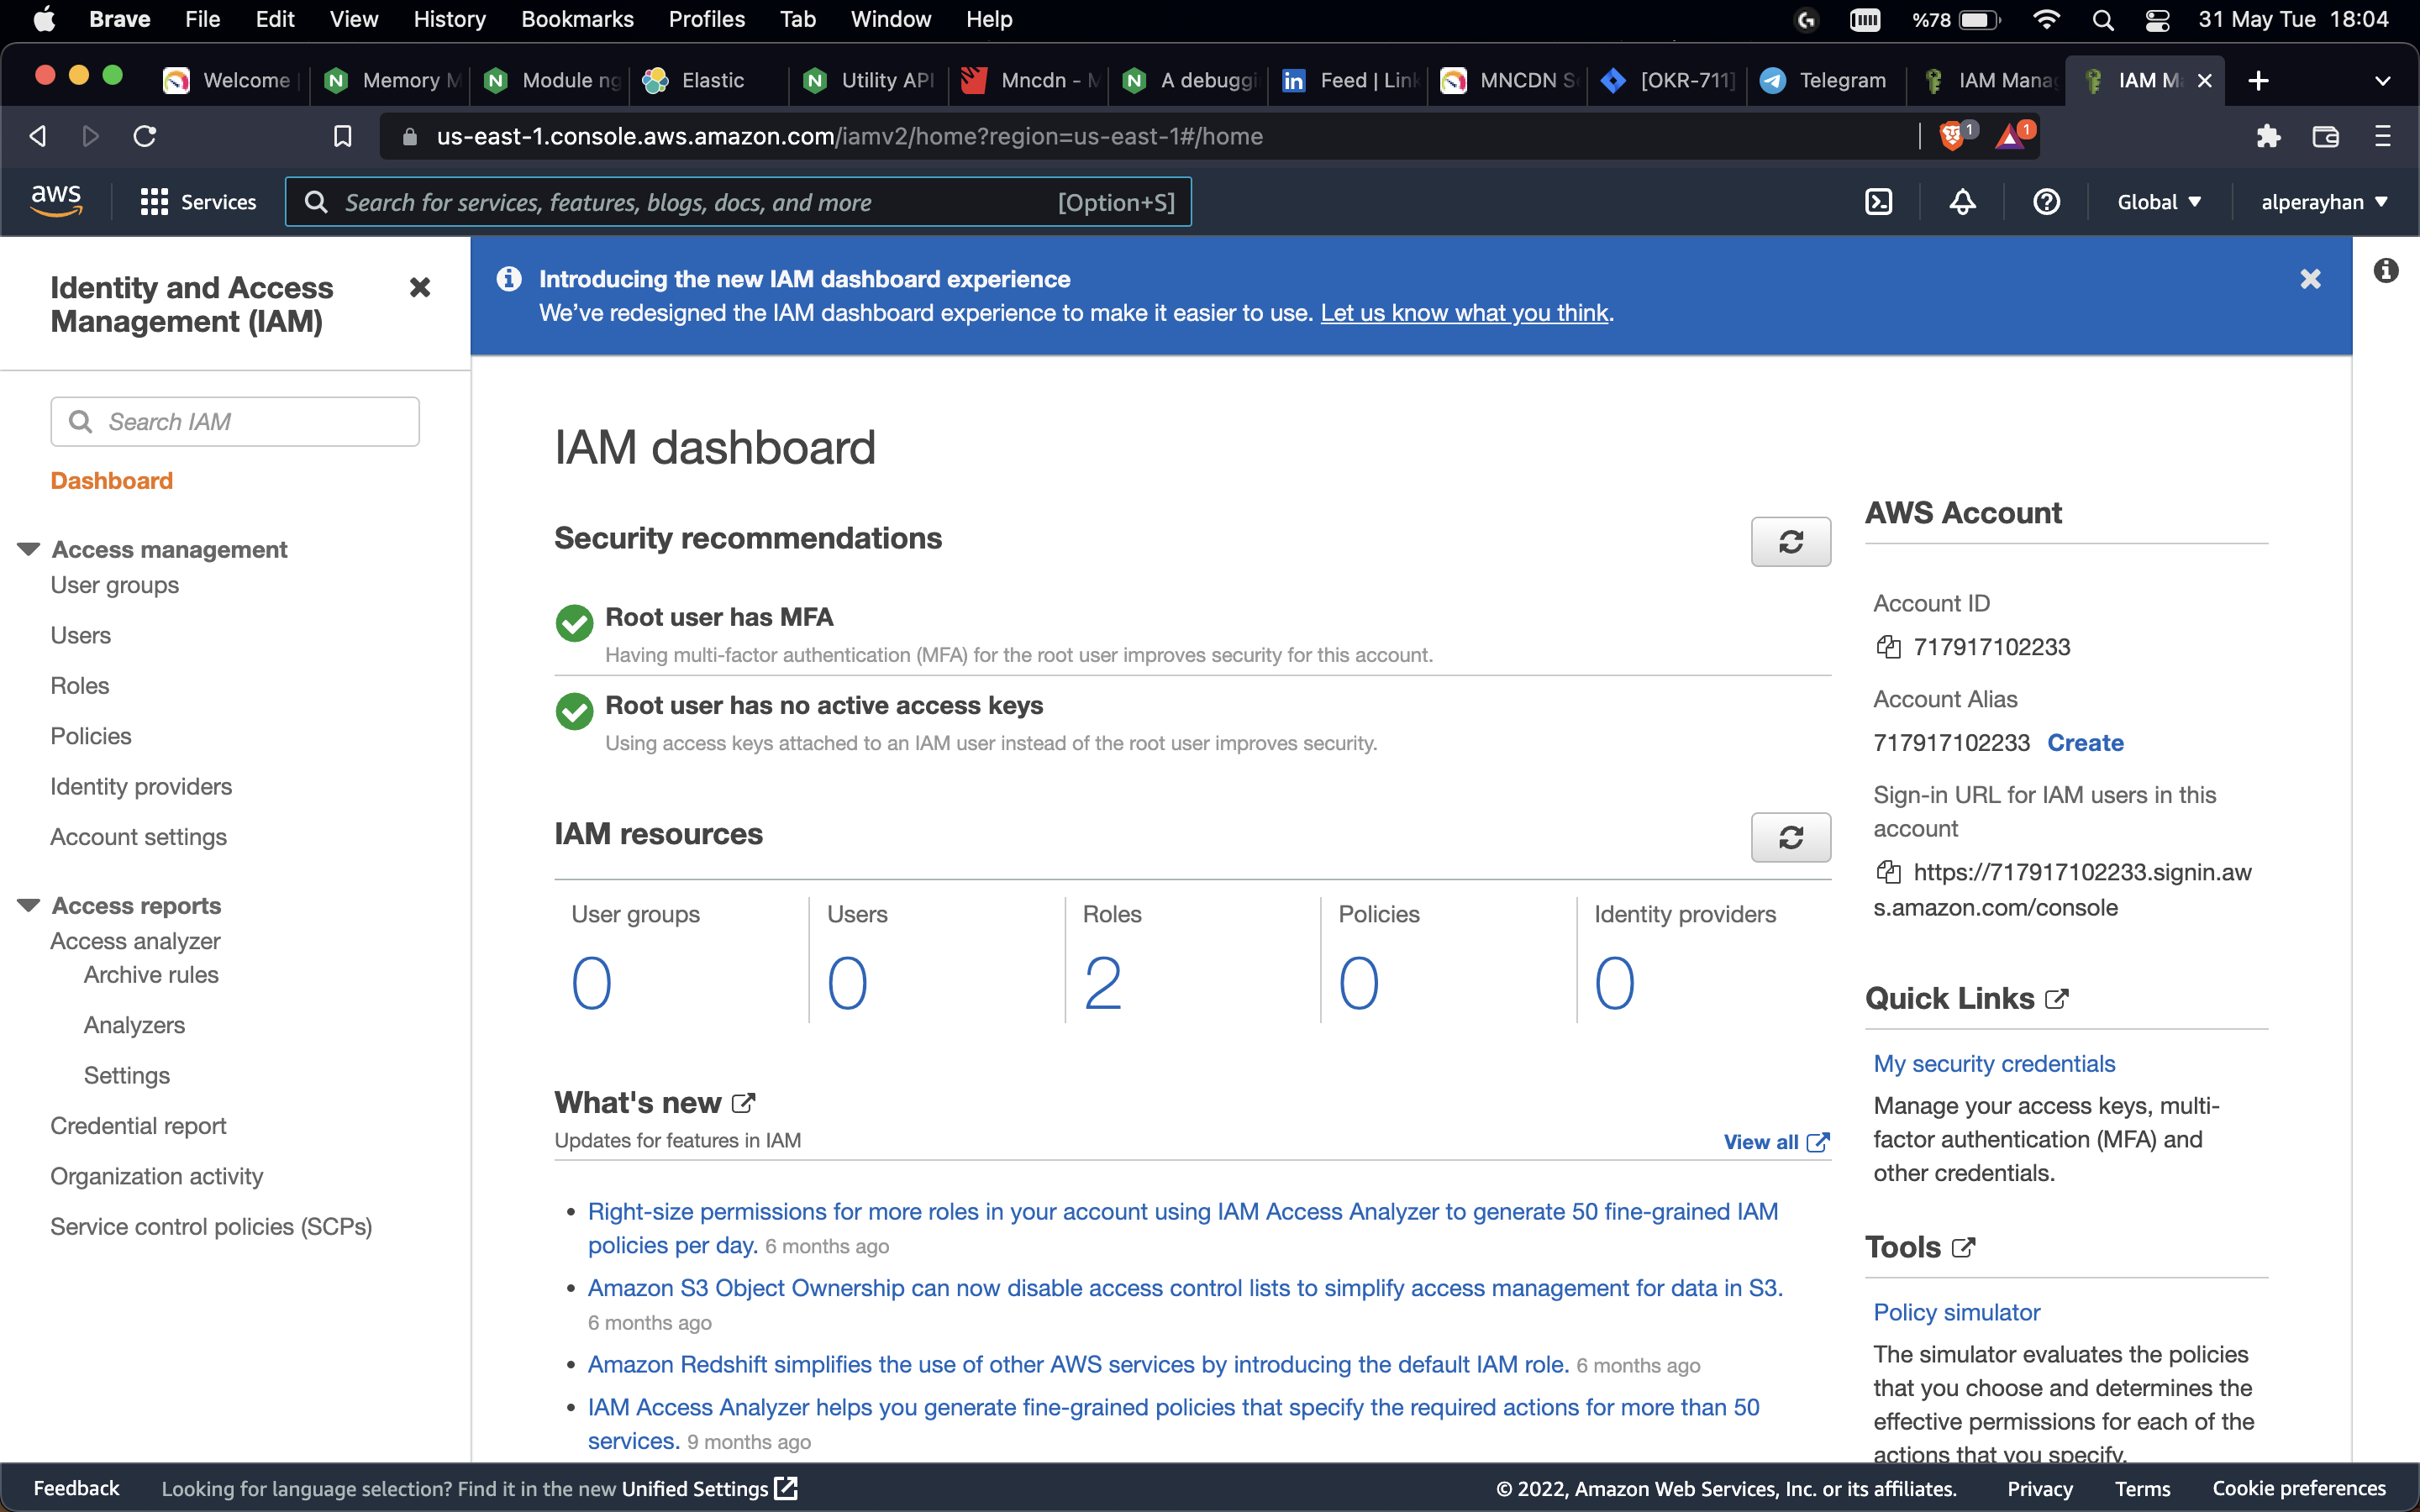 Brave File Edit View History Bookmarks Profiles Tab Window Help %78 31 May Tue 18:04
Welcome Memory M Module ng Elastic Utility API Mncdn - M A debuggi Feed | Link MNCDN S [OKR-711] Telegram IAM Mana IAM M
us-east-1.console.aws.amazon.com/iamv2/home?region=us-east-1#/home 1 1
aws Services Search for services, features, blogs, docs, and more [Option+S] Global alperayhan
Identity and Access
Management (IAM)
Search IAM
Dashboard
Access management
User groups
Users
Roles
Policies
Identity providers
Account settings
Access reports
Access analyzer
Archive rules
Analyzers
Settings
Credential report
Organization activity
Service control policies (SCPs)
Introducing the new IAM dashboard experience
We’ve redesigned the IAM dashboard experience to make it easier to use. Let us know what you think.
IAM dashboard
Security recommendations
Root user has MFA
Having multi-factor authentication (MFA) for the root user improves security for this account.
Root user has no active access keys
Using access keys attached to an IAM user instead of the root user improves security.
IAM resources
User groups Users Roles Policies Identity providers
0 0 2 0 0
What's new
Updates for features in IAM
View all
• Right-size permissions for more roles in your account using IAM Access Analyzer to generate 50 fine-grained IAM
policies per day. 6 months ago
• Amazon S3 Object Ownership can now disable access control lists to simplify access management for data in S3.
6 months ago
• Amazon Redshift simplifies the use of other AWS services by introducing the default IAM role. 6 months ago
• IAM Access Analyzer helps you generate fine-grained policies that specify the required actions for more than 50
services. 9 months ago
AWS Account
Account ID
717917102233
Account Alias
717917102233 Create
Sign-in URL for IAM users in this
account
https://717917102233.signin.aw
s.amazon.com/console
Quick Links
My security credentials
Manage your access keys, multi-
factor authentication (MFA) and
other credentials.
Tools
Policy simulator
The simulator evaluates the policies
that you choose and determines the
effective permissions for each of the
actions that you specify.
Feedback Looking for language selection? Find it in the new Unified Settings © 2022, Amazon Web Services, Inc. or its affiliates. Privacy Terms Cookie preferences